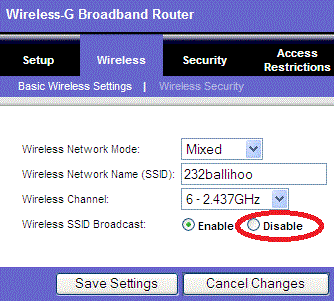 Wireless-G Broadband Router
Setup Wireless Security Access Restrictions
Basic Wireless Settings | Wireless Security
Wireless Network Mode: Mixed
Wireless Network Name (SSID): 232ballihoo
Wireless Channel: 6 - 2.437GHz
Wireless SSID Broadcast: Enable Disable
Save Settings Cancel Changes